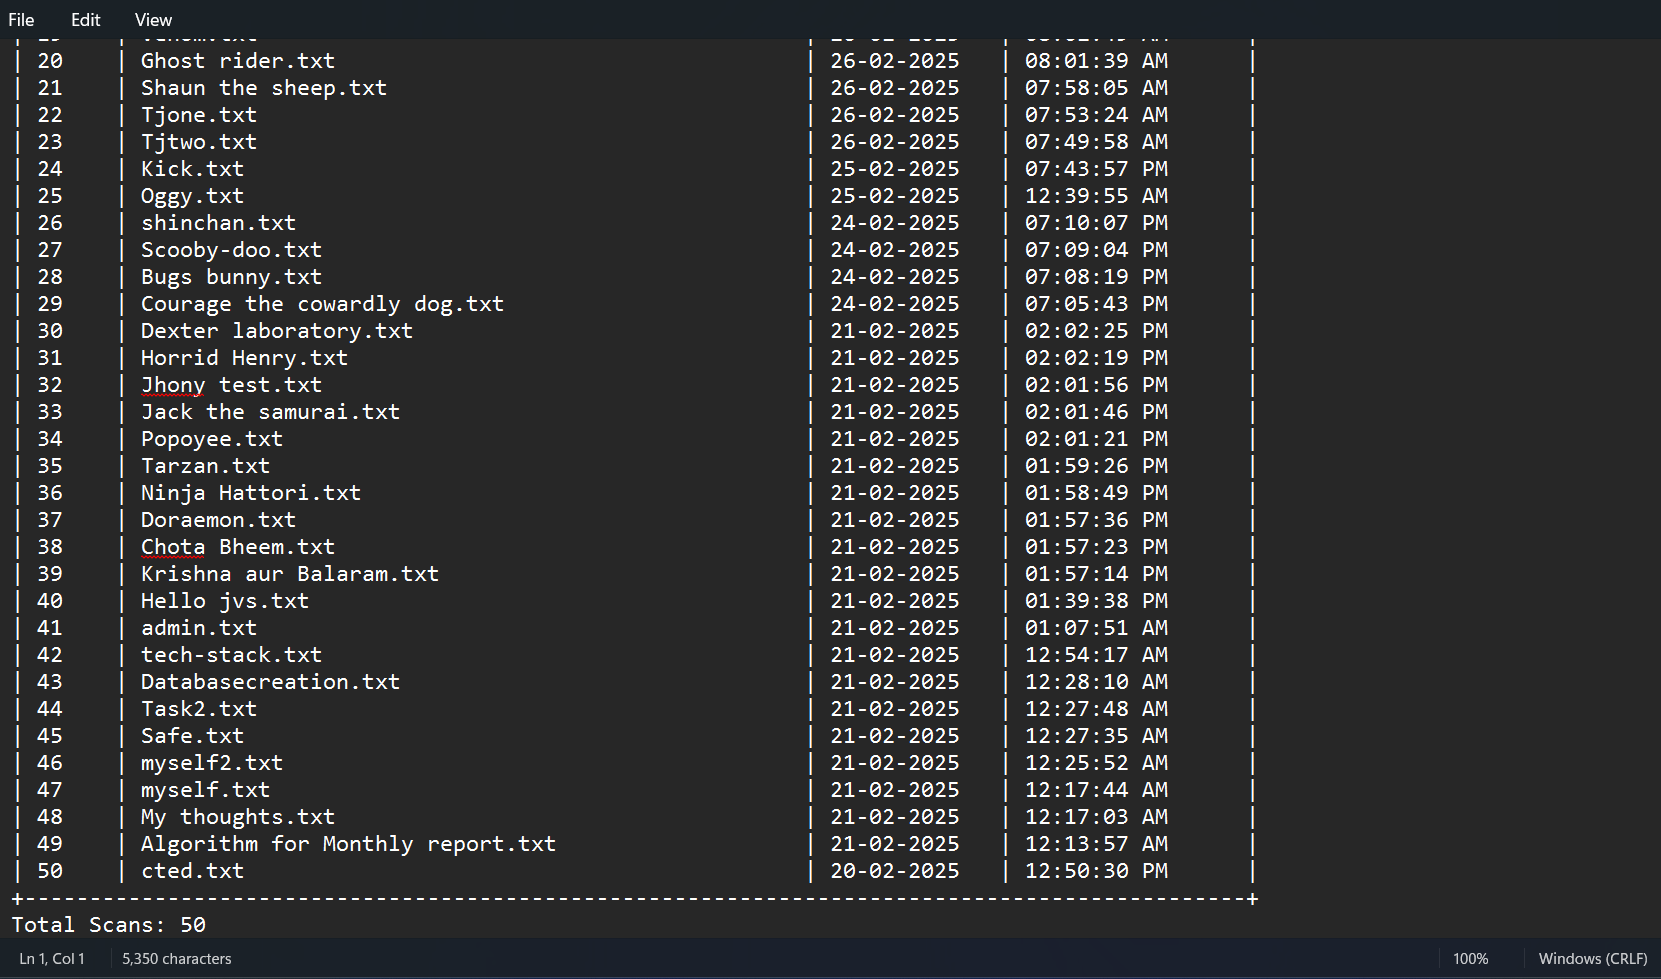 File Edit View
| 20 | Ghost rider.txt | 26-02-2025 | 08:01:39 AM |
| 21 | Shaun the sheep.txt | 26-02-2025 | 07:58:05 AM |
| 22 | Tjone.txt | 26-02-2025 | 07:53:24 AM |
| 23 | Tjtwo.txt | 26-02-2025 | 07:49:58 AM |
| 24 | Kick.txt | 25-02-2025 | 07:43:57 PM |
| 25 | Oggy.txt | 25-02-2025 | 12:39:55 AM |
| 26 | shinchan.txt | 24-02-2025 | 07:10:07 PM |
| 27 | Scooby-doo.txt | 24-02-2025 | 07:09:04 PM |
| 28 | Bugs bunny.txt | 24-02-2025 | 07:08:19 PM |
| 29 | Courage the cowardly dog.txt | 24-02-2025 | 07:05:43 PM |
| 30 | Dexter laboratory.txt | 21-02-2025 | 02:02:25 PM |
| 31 | Horrid Henry.txt | 21-02-2025 | 02:02:19 PM |
| 32 | Jhony test.txt | 21-02-2025 | 02:01:56 PM |
| 33 | Jack the samurai.txt | 21-02-2025 | 02:01:46 PM |
| 34 | Popoyee.txt | 21-02-2025 | 02:01:21 PM |
| 35 | Tarzan.txt | 21-02-2025 | 01:59:26 PM |
| 36 | Ninja Hattori.txt | 21-02-2025 | 01:58:49 PM |
| 37 | Doraemon.txt | 21-02-2025 | 01:57:36 PM |
| 38 | Chota Bheem.txt | 21-02-2025 | 01:57:23 PM |
| 39 | Krishna aur Balaram.txt | 21-02-2025 | 01:57:14 PM |
| 40 | Hello jvs.txt | 21-02-2025 | 01:39:38 PM |
| 41 | admin.txt | 21-02-2025 | 01:07:51 AM |
| 42 | tech-stack.txt | 21-02-2025 | 12:54:17 AM |
| 43 | Databasecreation.txt | 21-02-2025 | 12:28:10 AM |
| 44 | Task2.txt | 21-02-2025 | 12:27:48 AM |
| 45 | Safe.txt | 21-02-2025 | 12:27:35 AM |
| 46 | myself2.txt | 21-02-2025 | 12:25:52 AM |
| 47 | myself.txt | 21-02-2025 | 12:17:44 AM |
| 48 | My thoughts.txt | 21-02-2025 | 12:17:03 AM |
| 49 | Algorithm for Monthly report.txt | 21-02-2025 | 12:13:57 AM |
| 50 | cted.txt | 20-02-2025 | 12:50:30 PM |
+----------------------------------------------------------------------------------------------+
Total Scans: 50
Ln 1, Col 1 5,350 characters 100% Windows (CRLF)